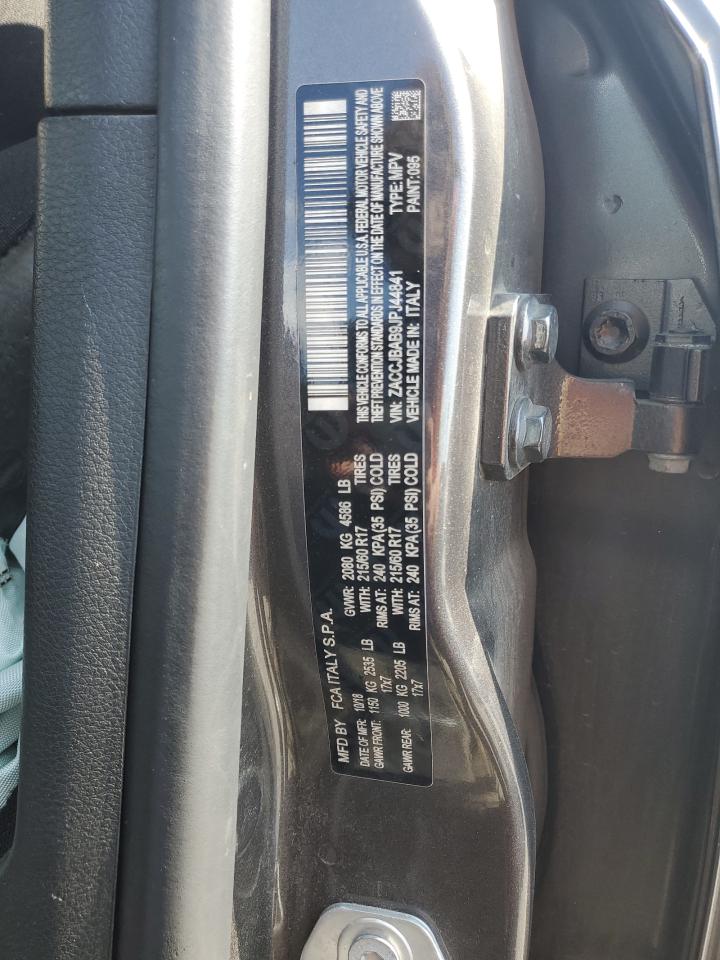 MFD BY FCA ITALY S.P.A.
DATE OF MFR: 10/18 GVWR: 2080 KG 4586 LB
GAWR FRONT: 1150 KG 2535 LB WITH: 215/60 R17 TIRES
17x7 RIMS AT: 240 KPA(35 PSI) COLD
GAWR REAR: 1000 KG 2205 LB WITH: 215/60 R17 TIRES
17x7 RIMS AT: 240 KPA(35 PSI) COLD
THIS VEHICLE CONFORMS TO ALL APPLICABLE U.S.A. FEDERAL MOTOR VEHICLE SAFETY AND
THEFT PREVENTION STANDARDS IN EFFECT ON THE DATE OF MANUFACTURE SHOWN ABOVE
VIN: ZACCJBAB9JPJ44841 TYPE: MPV
VEHICLE MADE IN: ITALY PAINT: 095